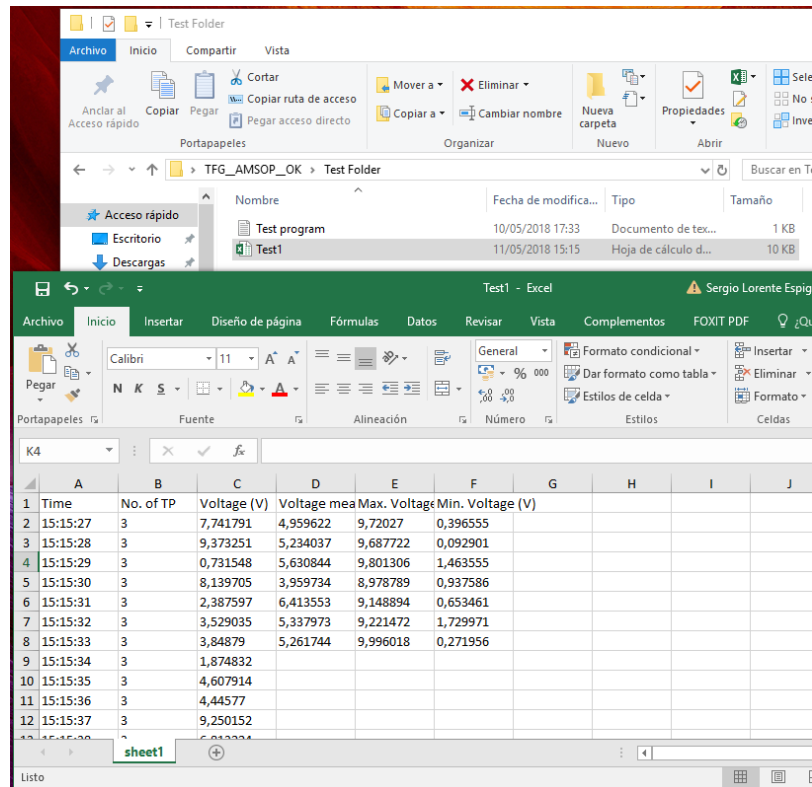 Test Folder
Archivo Inicio Compartir Vista
Anclar al Acceso rápido
Copiar
Pegar
Cortar
Copiar ruta de acceso
Pegar acceso directo
Portapapeles
Mover a
Copiar a
Eliminar
Cambiar nombre
Organizar
Nueva carpeta
Nuevo
Propiedades
Abrir
Sele
No s
Inve
TFG_AMSOP_OK > Test Folder
Buscar en Te
Acceso rápido
Escritorio
Descargas
Nombre Fecha de modifica... Tipo Tamaño
Test program 10/05/2018 17:33 Documento de tex... 1 KB
Test1 11/05/2018 15:15 Hoja de cálculo d... 10 KB
Test1 - Excel Sergio Lorente Espig
Archivo Inicio Insertar Diseño de página Fórmulas Datos Revisar Vista Complementos FOXIT PDF ¿Qu
Pegar
Portapapeles
Calibri 11 A A
N K S
Fuente
Alineación
General
% 000
,00 ,0
Número
Formato condicional
Dar formato como tabla
Estilos de celda
Estilos
Insertar
Eliminar
Formato
Celdas
K4 fx
A B C D E F G H I J
1 Time No. of TP Voltage (V) Voltage mea Max. Voltage Min. Voltage (V)
2 15:15:27 3 7,741791 4,959622 9,72027 0,396555
3 15:15:28 3 9,373251 5,234037 9,687722 0,092901
4 15:15:29 3 0,731548 5,630844 9,801306 1,463555
5 15:15:30 3 8,139705 3,959734 8,978789 0,937586
6 15:15:31 3 2,387597 6,413553 9,148894 0,653461
7 15:15:32 3 3,529035 5,337973 9,221472 1,729971
8 15:15:33 3 3,84879 5,261744 9,996018 0,271956
9 15:15:34 3 1,874832
10 15:15:35 3 4,607914
11 15:15:36 3 4,44577
12 15:15:37 3 9,250152
sheet1
Listo